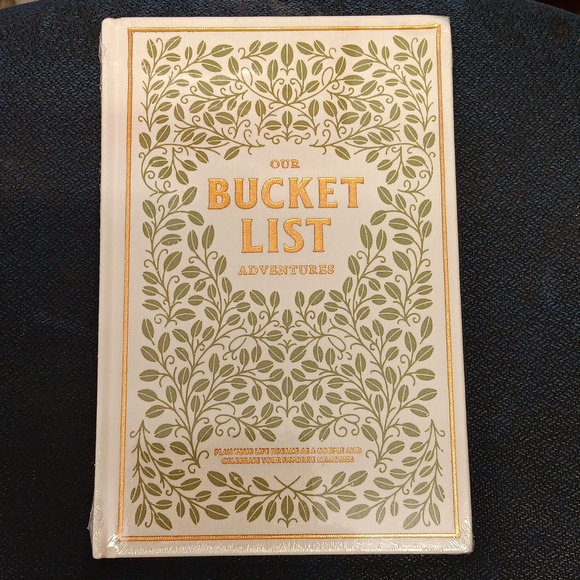 OUR
BUCKET
LIST
ADVENTURES
PLAN YOUR LIFE DREAMS AS A COUPLE AND
CELEBRATE YOUR FAVORITE MEMORIES